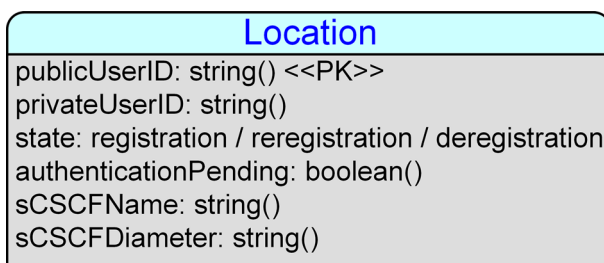 Location
publicUserID: string() <<PK>>
privateUserID: string()
state: registration / reregistration / deregistration
authenticationPending: boolean()
sCSCFName: string()
sCSCFDiameter: string()